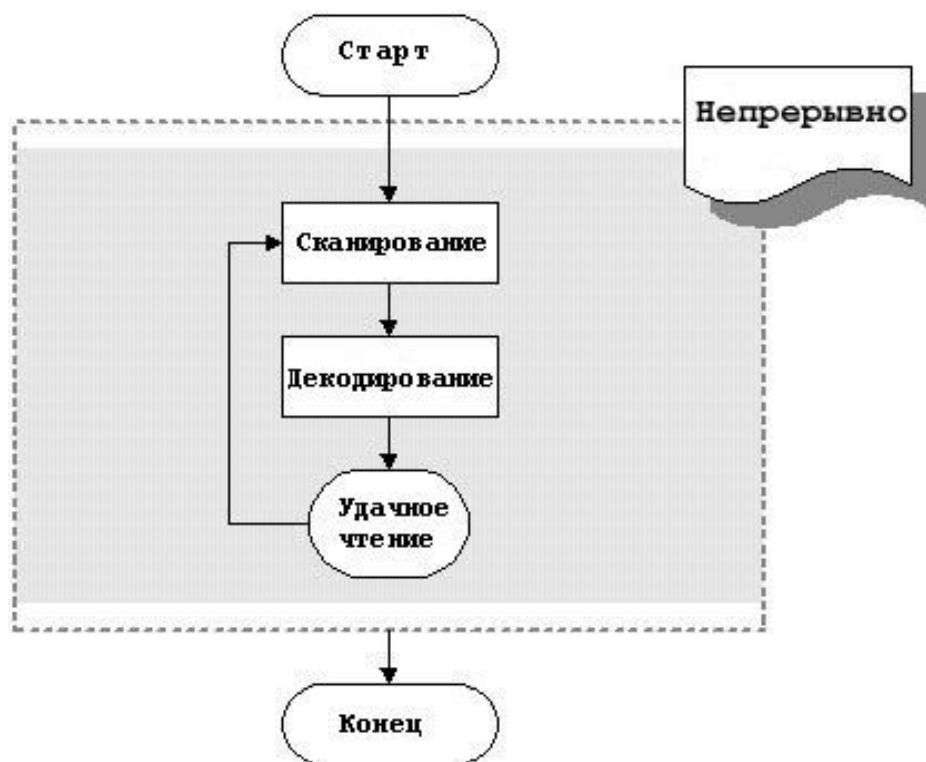 Старт
Непрерывно
Сканирование
Декодирование
Удачное
чтение
Конец